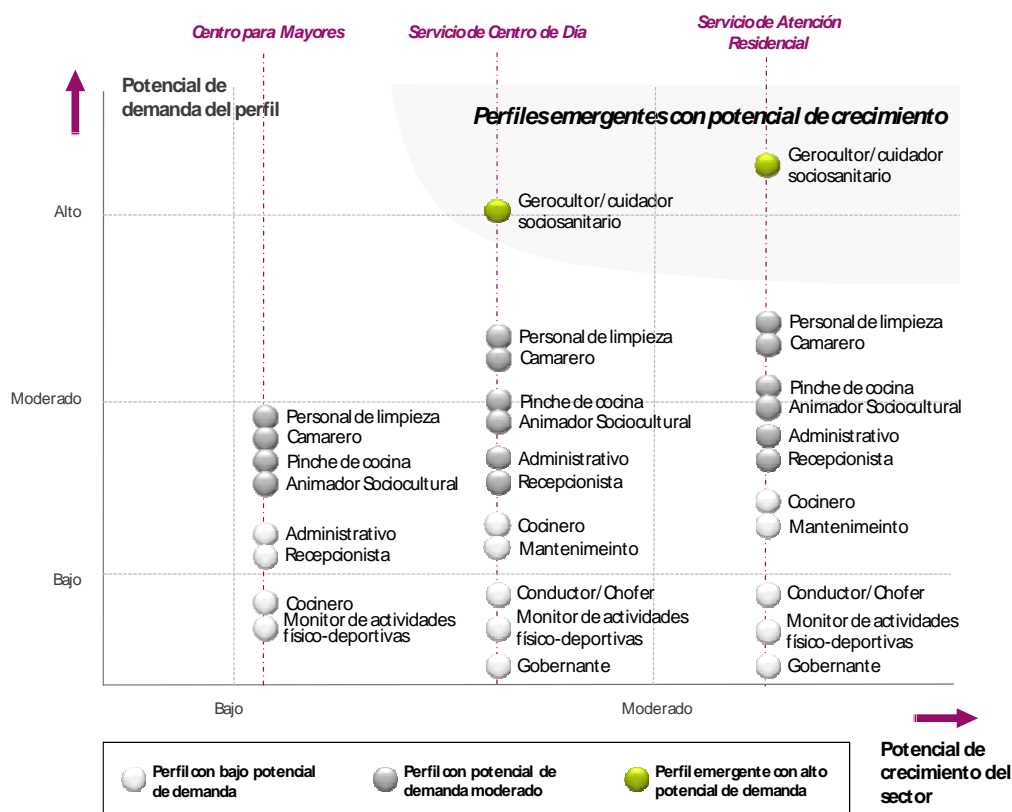 Centro para Mayores
Servicio de Centro de Día
Servicio de Atención
Residencial
Potencial de
demanda del perfil
Perfiles emergentes con potencial de crecimiento
Gerocultor/ cuidador
sociosanitario
Alto
Gerocultor/ cuidador
sociosanitario
Personal de limpieza
Camarero
Pinche de cocina
Animador Sociocultural
Administrativo
Recepcionista
Cocinero
Mantenimeinto
Conductor/ Chofer
Monitor de actividades
físico-deportivas
Gobernante
Personal de limpieza
Camarero
Pinche de cocina
Animador Sociocultural
Administrativo
Recepcionista
Cocinero
Mantenimeinto
Conductor/ Chofer
Monitor de actividades
físico-deportivas
Gobernante
Moderado
Personal de limpieza
Camarero
Pinche de cocina
Animador Sociocultural
Administrativo
Recepcionista
Cocinero
Monitor de actividades
físico-deportivas
Bajo
Bajo
Moderado
Potencial de
crecimiento del
sector
Perfil con bajo potencial
de demanda
Perfil con potencial de
demanda moderado
Perfil emergente con alto
potencial de demanda